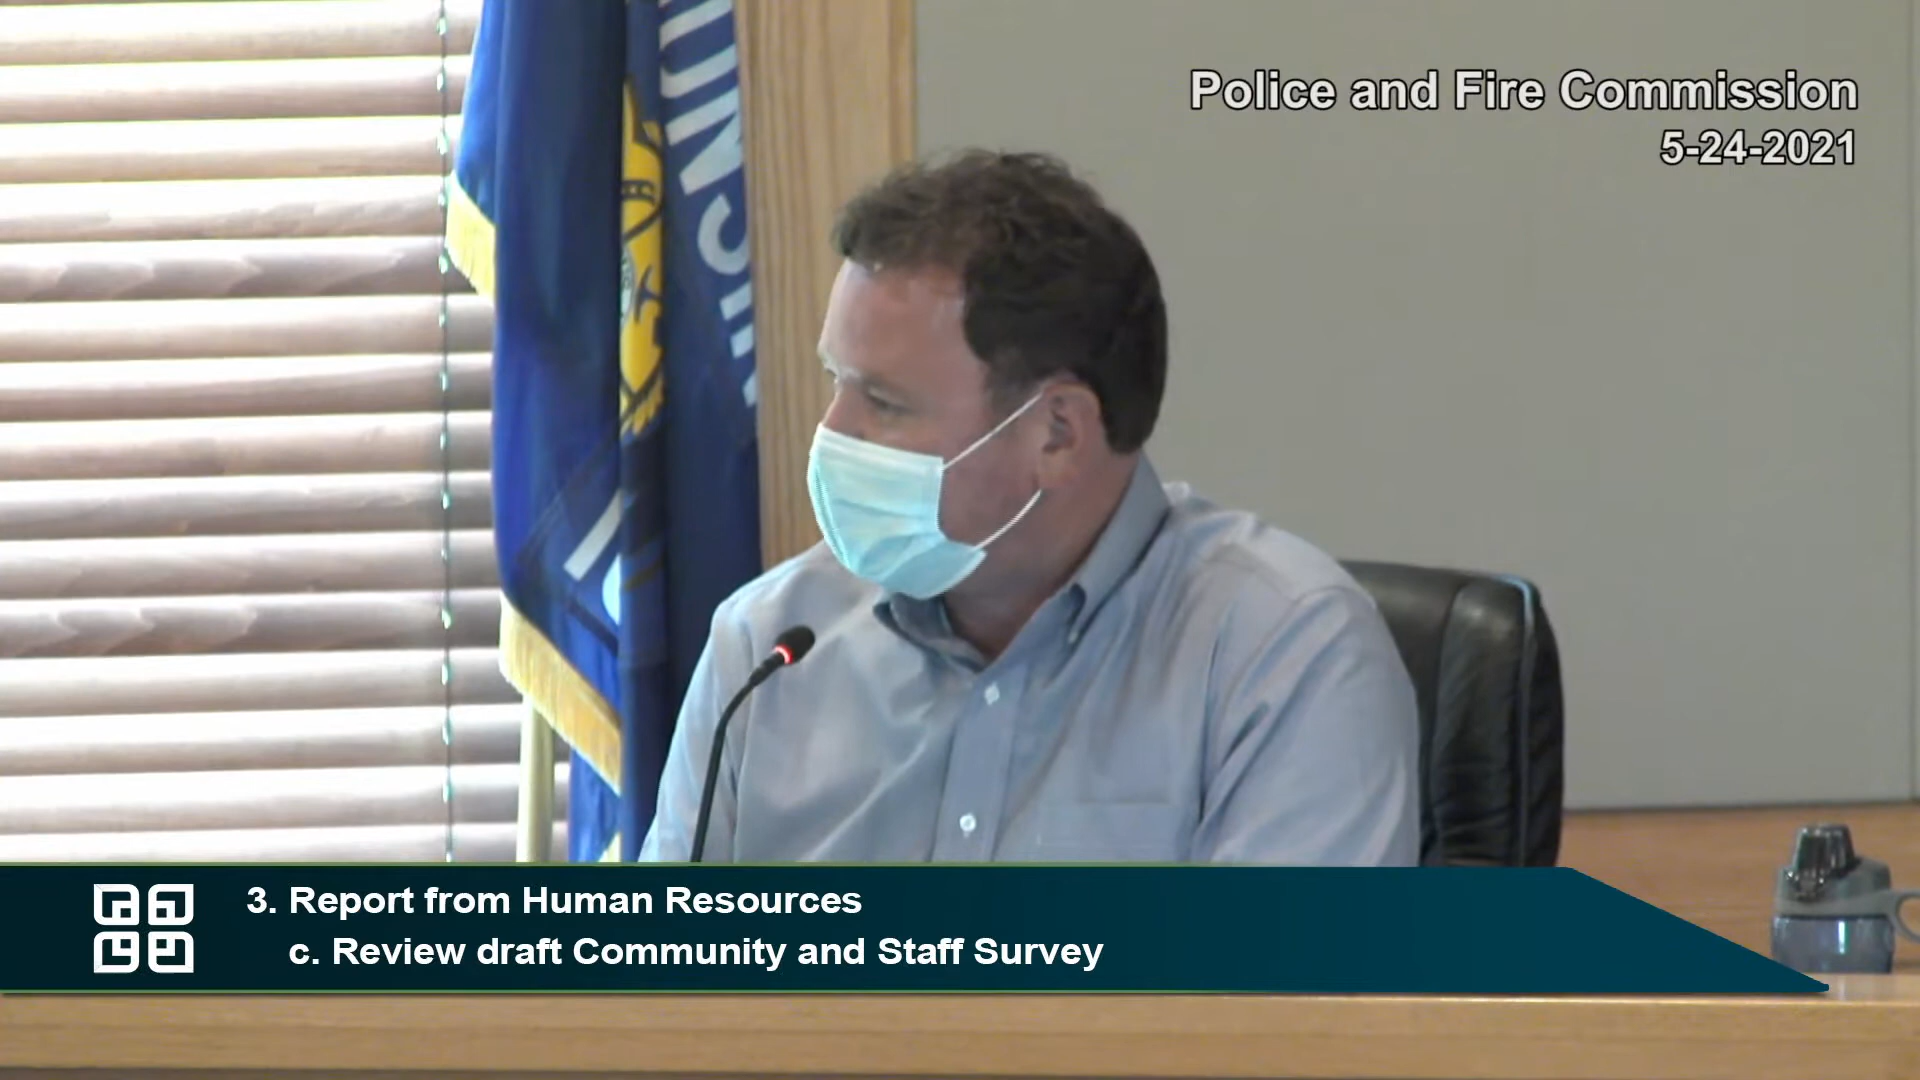 Police and Fire Commission
5-24-2021
3. Report from Human Resources
c. Review draft Community and Staff Survey